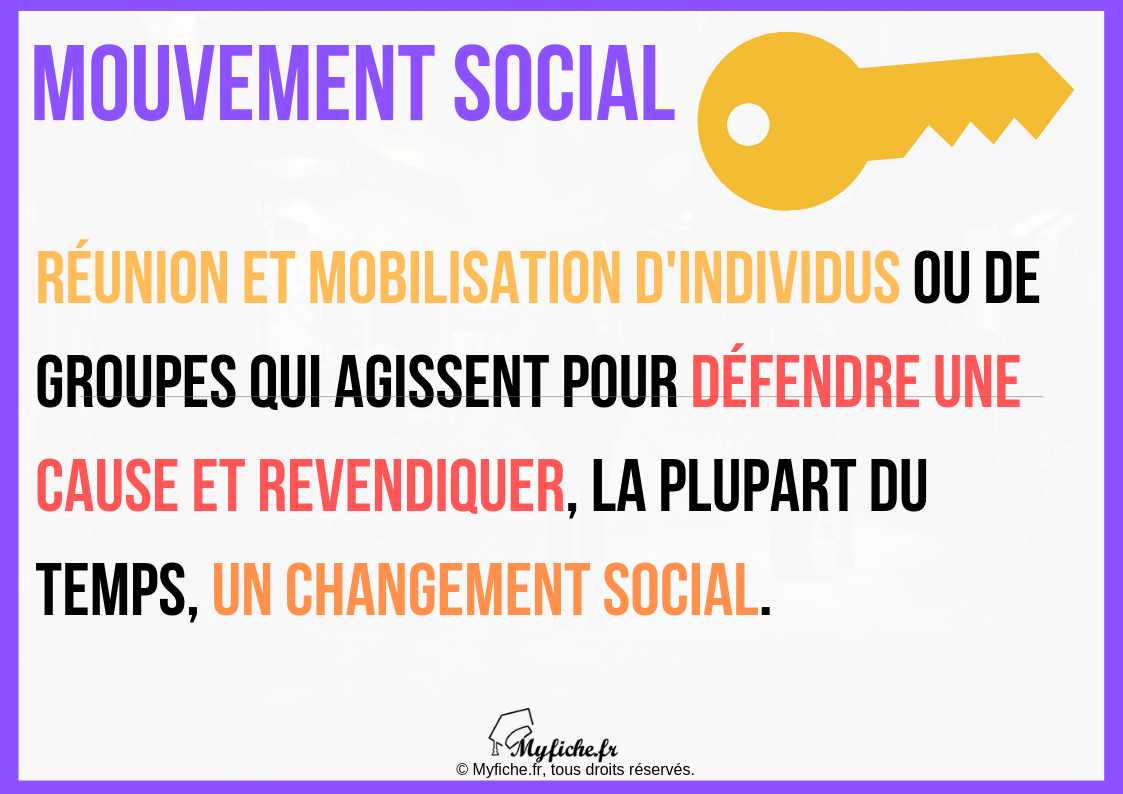 MOUVEMENT SOCIAL
RÉUNION ET MOBILISATION D'INDIVIDUS OU DE
GROUPES QUI AGISSENT POUR DÉFENDRE UNE
CAUSE ET REVENDIQUER, LA PLUPART DU
TEMPS, UN CHANGEMENT SOCIAL.
Myfiche.fr
© Myfiche.fr, tous droits réservés.